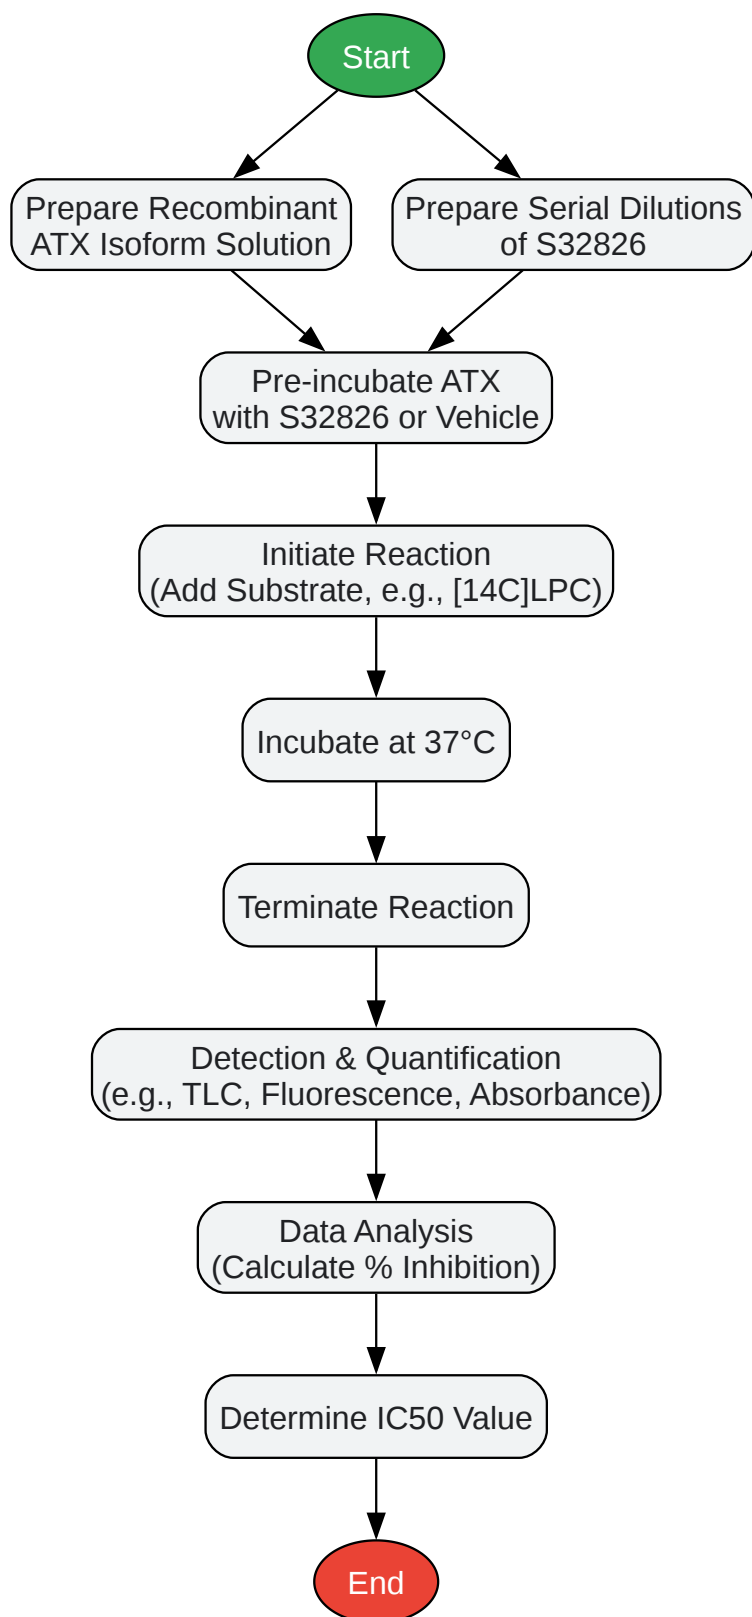 Start
Prepare Recombinant
ATX Isoform Solution
Prepare Serial Dilutions
of S32826
Pre-incubate ATX
with S32826 or Vehicle
Initiate Reaction
(Add Substrate, e.g., [14C]LPC)
Incubate at 37°C
Terminate Reaction
Detection & Quantification
(e.g., TLC, Fluorescence, Absorbance)
Data Analysis
(Calculate % Inhibition)
Determine IC50 Value
End